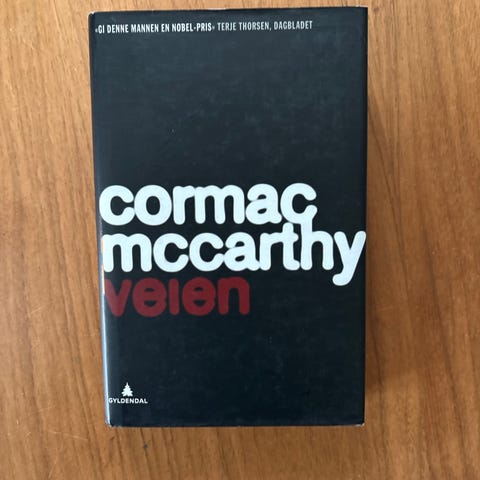 «GI DENNE MANNEN EN NOBEL-PRIS» TERJE THORSEN, DAGBLADET
cormac
mccarthy
veien
GYLDENDAL